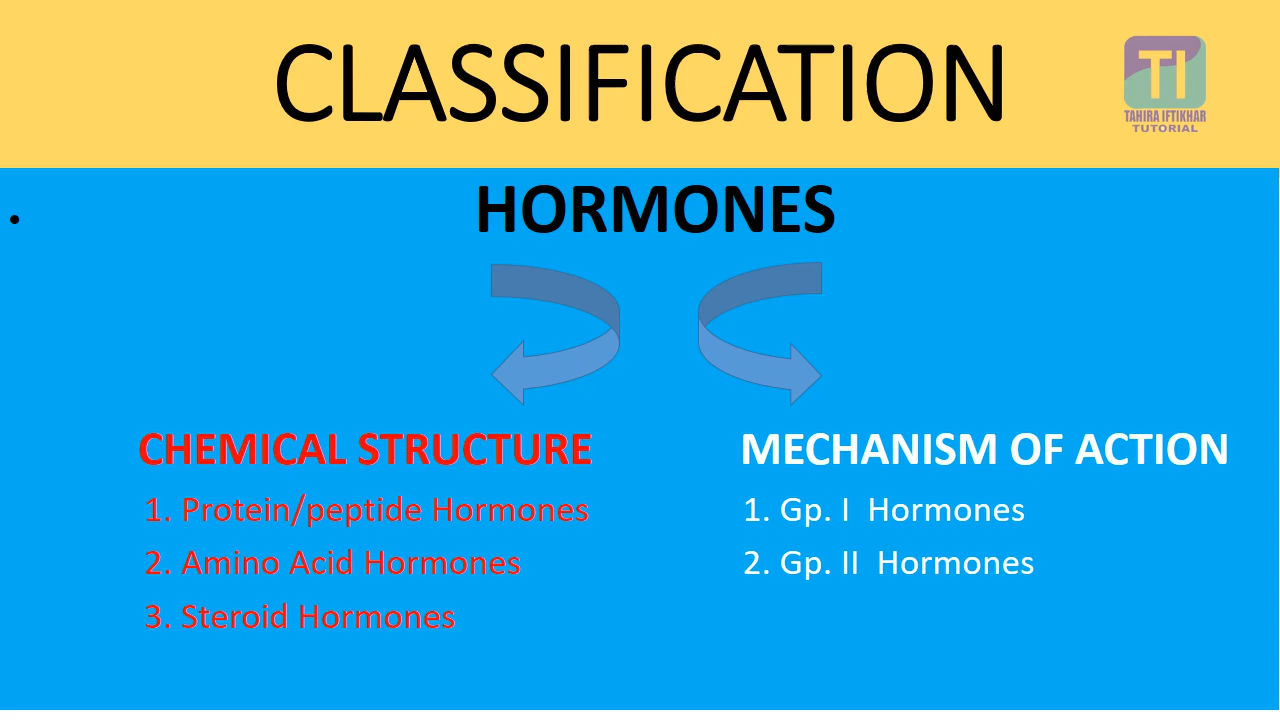 CLASSIFICATION
TI
TAHIRA IFTIKHAR
TUTORIAL
• HORMONES
CHEMICAL STRUCTURE
1. Protein/peptide Hormones
2. Amino Acid Hormones
3. Steroid Hormones
MECHANISM OF ACTION
1. Gp. I  Hormones
2. Gp. II  Hormones